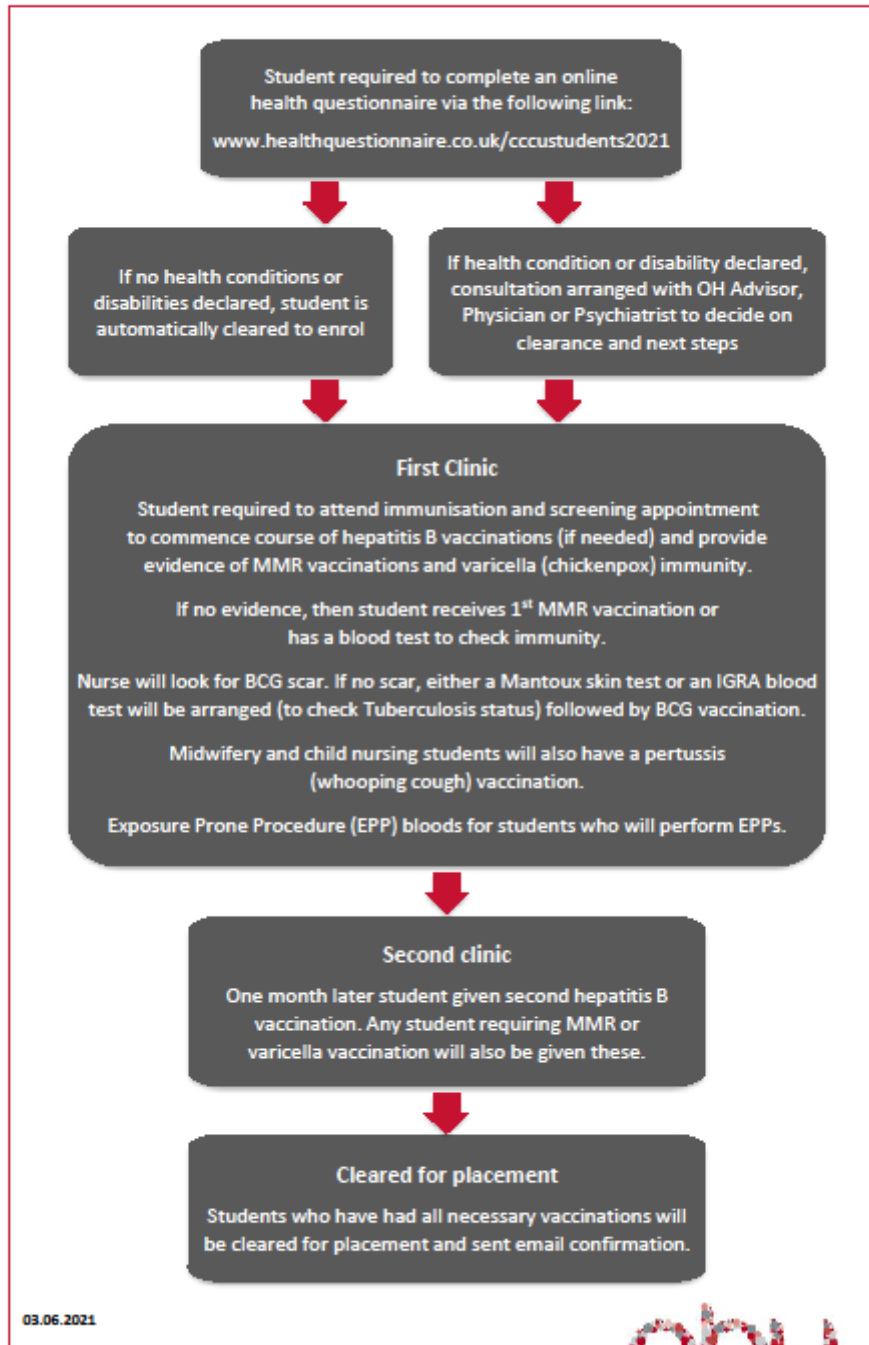 Student required to complete an online
health questionnaire via the following link:
www.healthquestionnaire.co.uk/cccustudents2021
If no health conditions or
disabilities declared, student is
automatically cleared to enrol
If health condition or disability declared,
consultation arranged with OH Advisor,
Physician or Psychiatrist to decide on
clearance and next steps
First Clinic
Student required to attend immunisation and screening appointment
to commence course of hepatitis B vaccinations (if needed) and provide
evidence of MMR vaccinations and varicella (chickenpox) immunity.
If no evidence, then student receives 1st MMR vaccination or
has a blood test to check immunity.
Nurse will look for BCG scar. If no scar, either a Mantoux skin test or an IGRA blood
test will be arranged (to check Tuberculosis status) followed by BCG vaccination.
Midwifery and child nursing students will also have a pertussis
(whooping cough) vaccination.
Exposure Prone Procedure (EPP) bloods for students who will perform EPPs.
Second clinic
One month later student given second hepatitis B
vaccination. Any student requiring MMR or
varicella vaccination will also be given these.
Cleared for placement
Students who have had all necessary vaccinations will
be cleared for placement and sent email confirmation.
03.06.2021